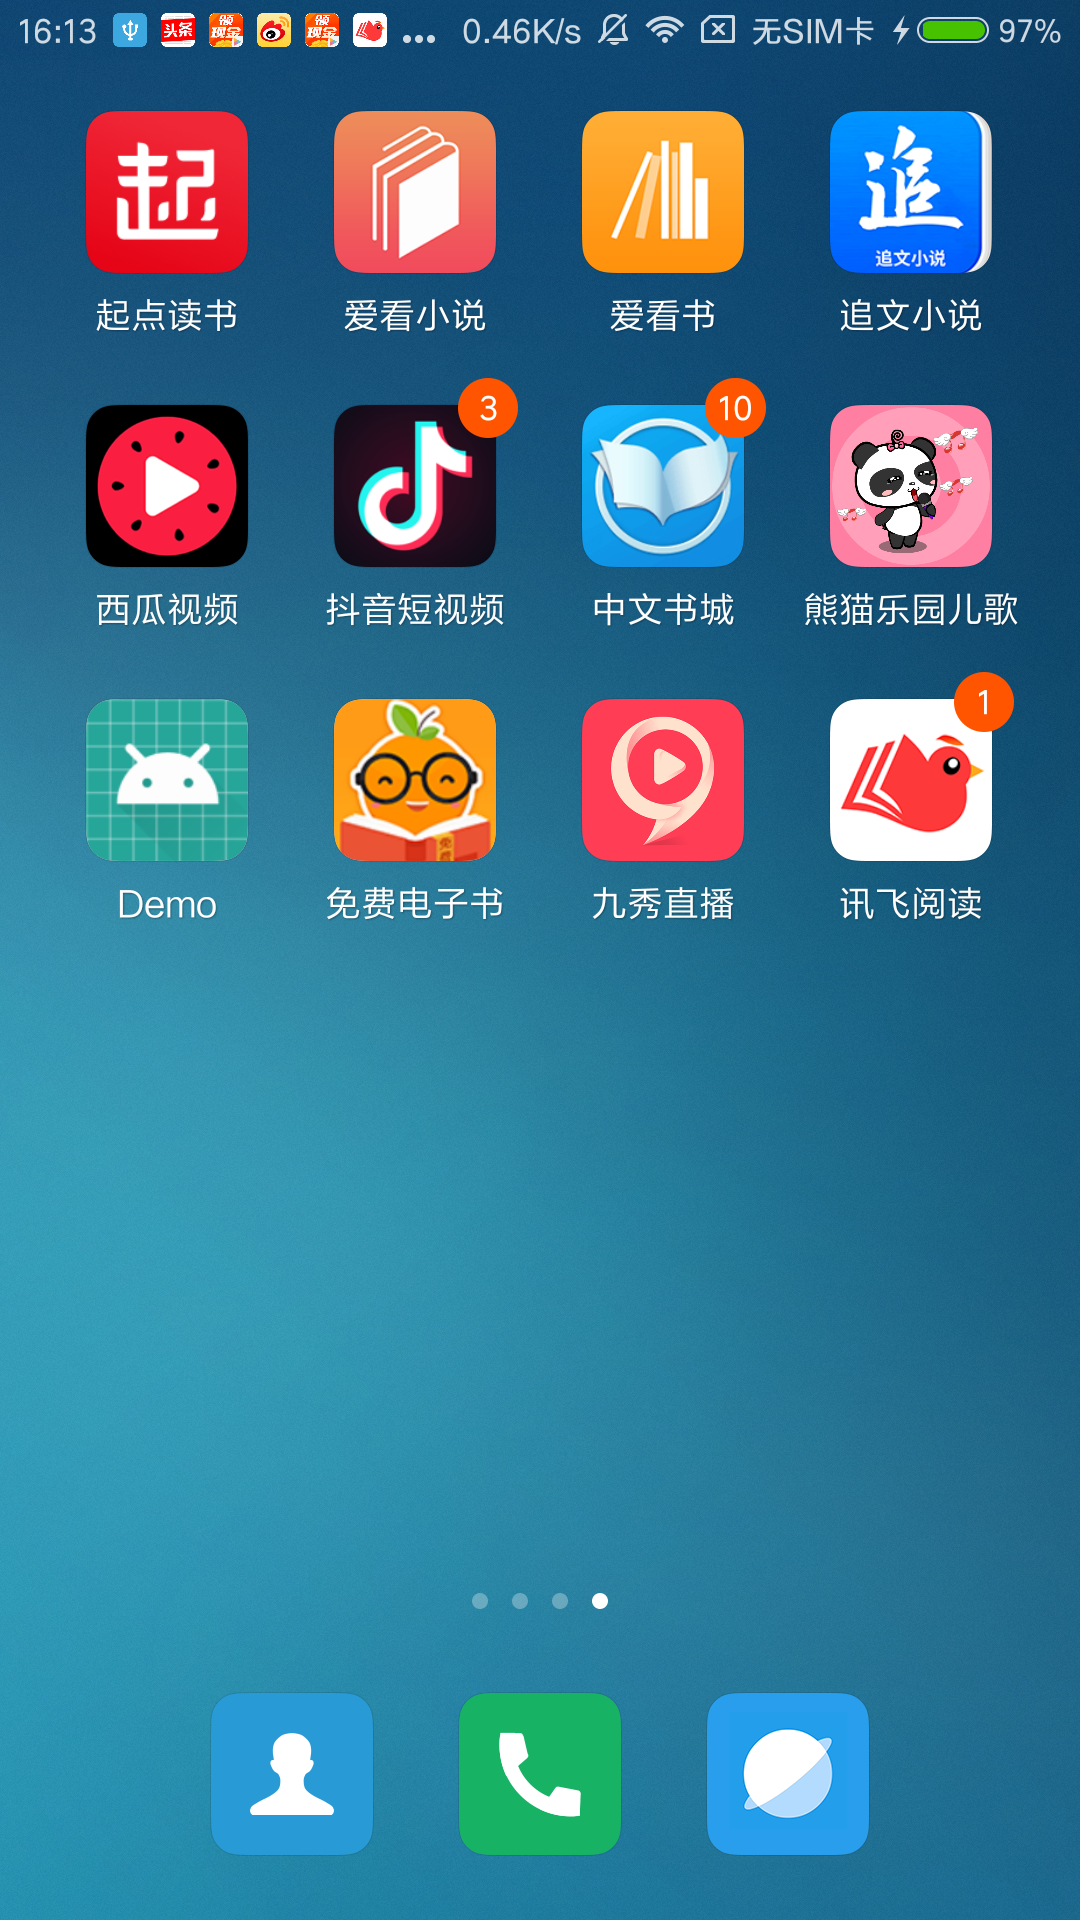 16:13 头条 领现金 领现金 ... 0.46K/s 无SIM卡 97%
起 追 追文小说
起点读书 爱看小说 爱看书 追文小说
3 10
西瓜视频 抖音短视频 中文书城 熊猫乐园儿歌
1
Demo 免费电子书 九秀直播 讯飞阅读